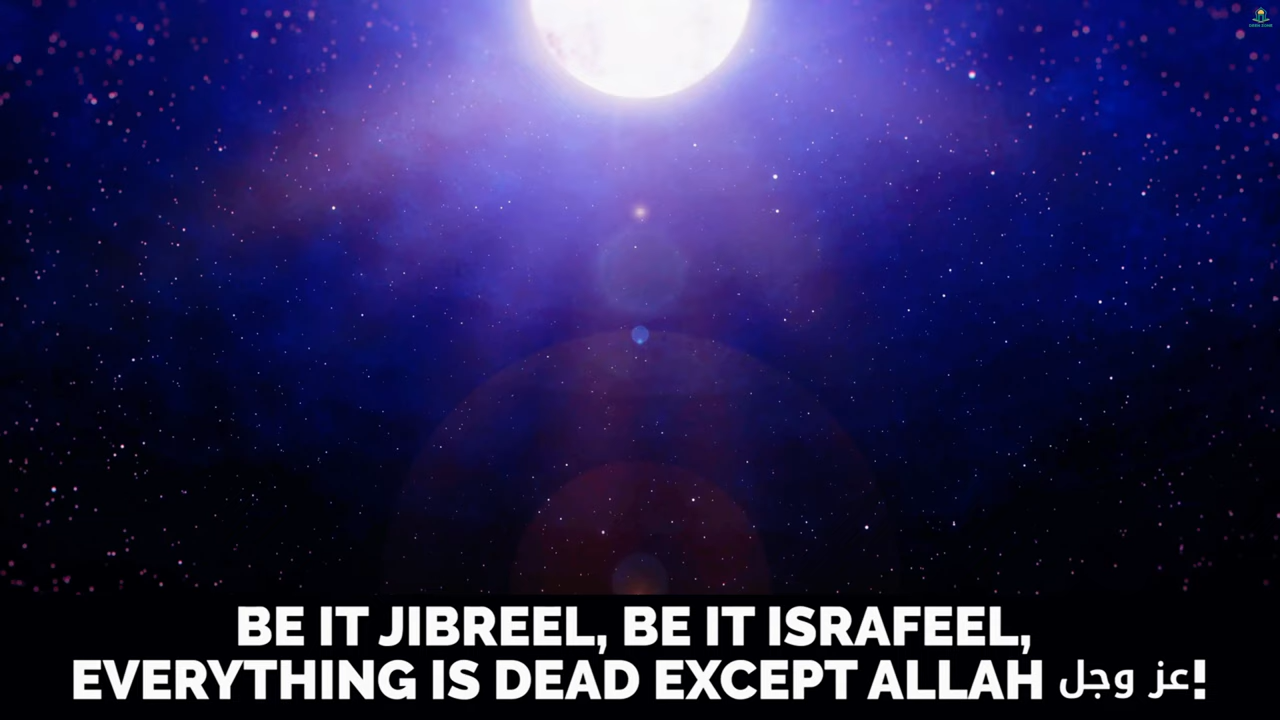 BE IT JIBREEL, BE IT ISRAFEEL,
EVERYTHING IS DEAD EXCEPT ALLAH عز وجل!